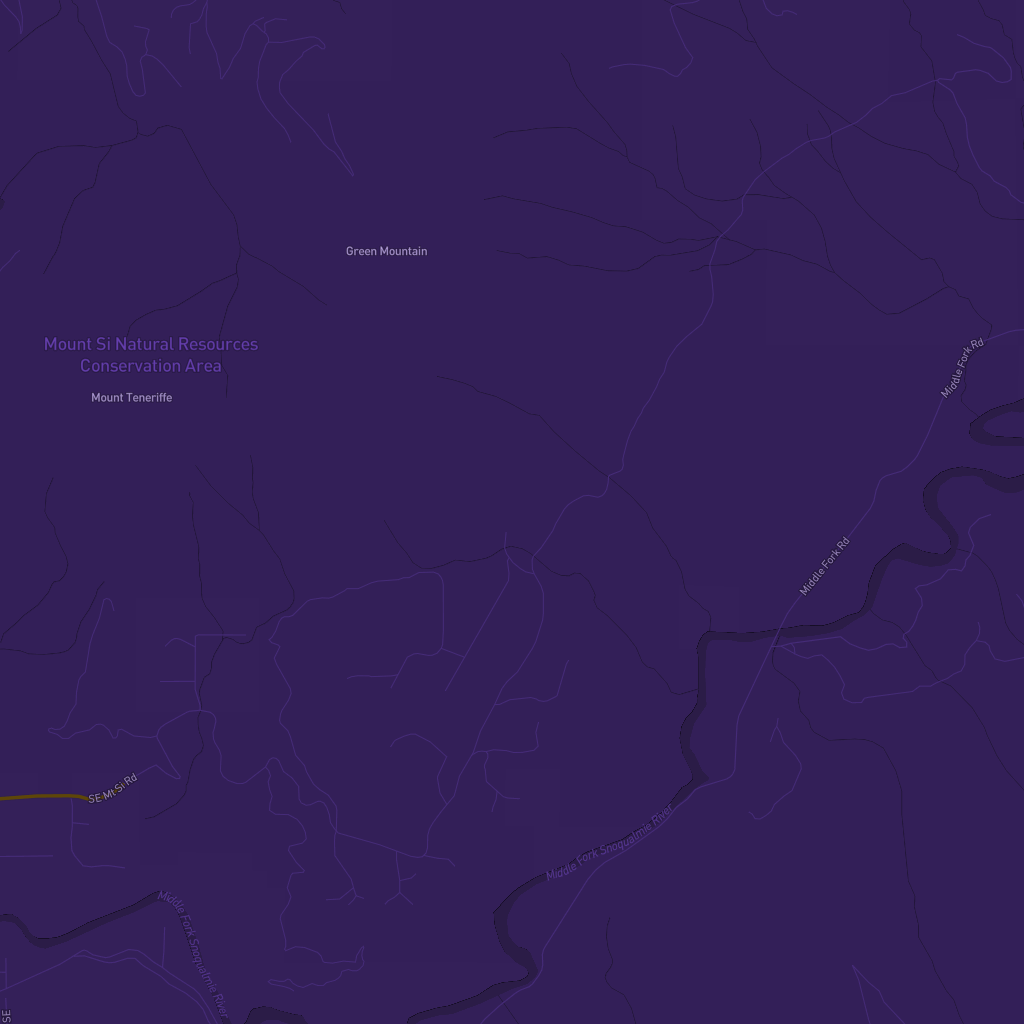 Green Mountain
Mount Si Natural Resources
Conservation Area
Middle Fork Rd
Mount Teneriffe
Middle Fork Rd
SE Mt Si Rd
Middle Fork Snoqualmie River
Middle Fork Snoqualmie River
SE